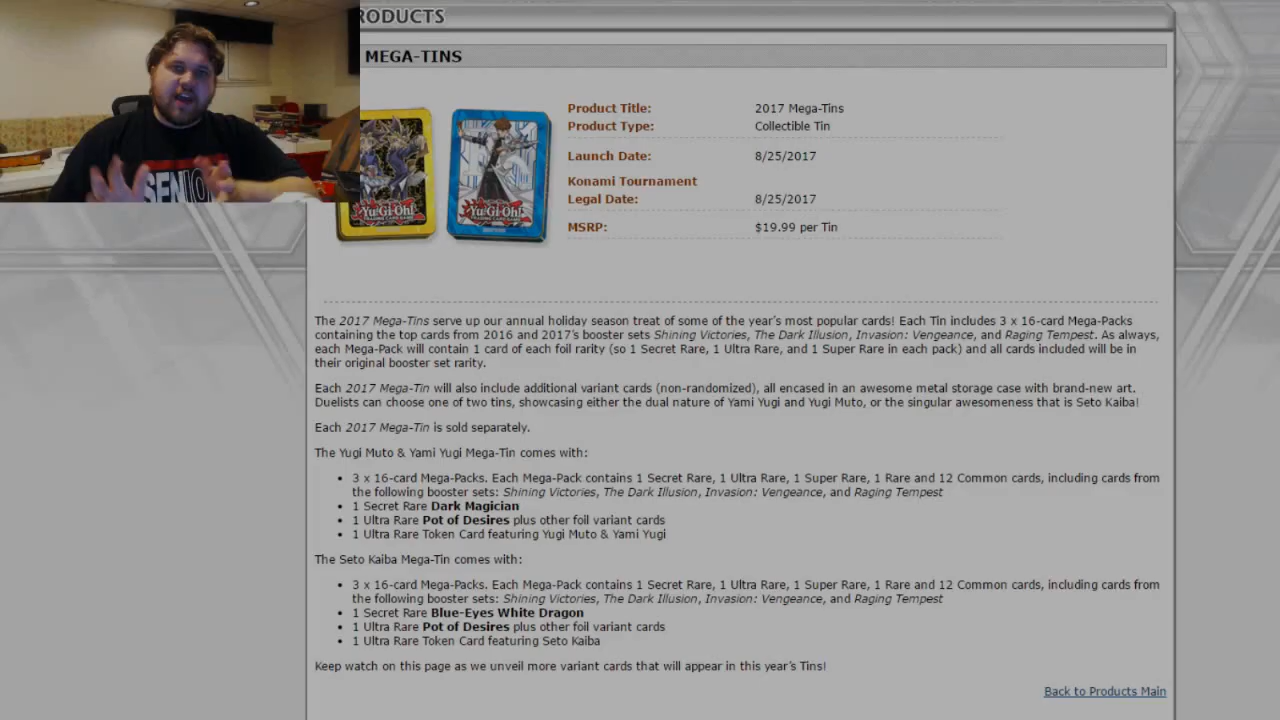 RODUCTS
MEGA-TINS
Product Title: 2017 Mega-Tins
Product Type: Collectible Tin
Launch Date: 8/25/2017
Konami Tournament
Legal Date: 8/25/2017
MSRP: $19.99 per Tin
SENIO
Yu-Gi-Oh!
Yu-Gi-Oh!
The 2017 Mega-Tins serve up our annual holiday season treat of some of the year's most popular cards! Each Tin includes 3 x 16-card Mega-Packs
containing the top cards from 2016 and 2017's booster sets Shining Victories, The Dark Illusion, Invasion: Vengeance, and Raging Tempest. As always,
each Mega-Pack will contain 1 card of each foil rarity (so 1 Secret Rare, 1 Ultra Rare, and 1 Super Rare in each pack) and all cards included will be in
their original booster set rarity.
Each 2017 Mega-Tin will also include additional variant cards (non-randomized), all encased in an awesome metal storage case with brand-new art.
Duelists can choose one of two tins, showcasing either the dual nature of Yami Yugi and Yugi Muto, or the singular awesomeness that is Seto Kaiba!
Each 2017 Mega-Tin is sold separately.
The Yugi Muto & Yami Yugi Mega-Tin comes with:
• 3 x 16-card Mega-Packs. Each Mega-Pack contains 1 Secret Rare, 1 Ultra Rare, 1 Super Rare, 1 Rare and 12 Common cards, including cards from
the following booster sets: Shining Victories, The Dark Illusion, Invasion: Vengeance, and Raging Tempest
• 1 Secret Rare Dark Magician
• 1 Ultra Rare Pot of Desires plus other foil variant cards
• 1 Ultra Rare Token Card featuring Yugi Muto & Yami Yugi
The Seto Kaiba Mega-Tin comes with:
• 3 x 16-card Mega-Packs. Each Mega-Pack contains 1 Secret Rare, 1 Ultra Rare, 1 Super Rare, 1 Rare and 12 Common cards, including cards from
the following booster sets: Shining Victories, The Dark Illusion, Invasion: Vengeance, and Raging Tempest
• 1 Secret Rare Blue-Eyes White Dragon
• 1 Ultra Rare Pot of Desires plus other foil variant cards
• 1 Ultra Rare Token Card featuring Seto Kaiba
Keep watch on this page as we unveil more variant cards that will appear in this year's Tins!
Back to Products Main